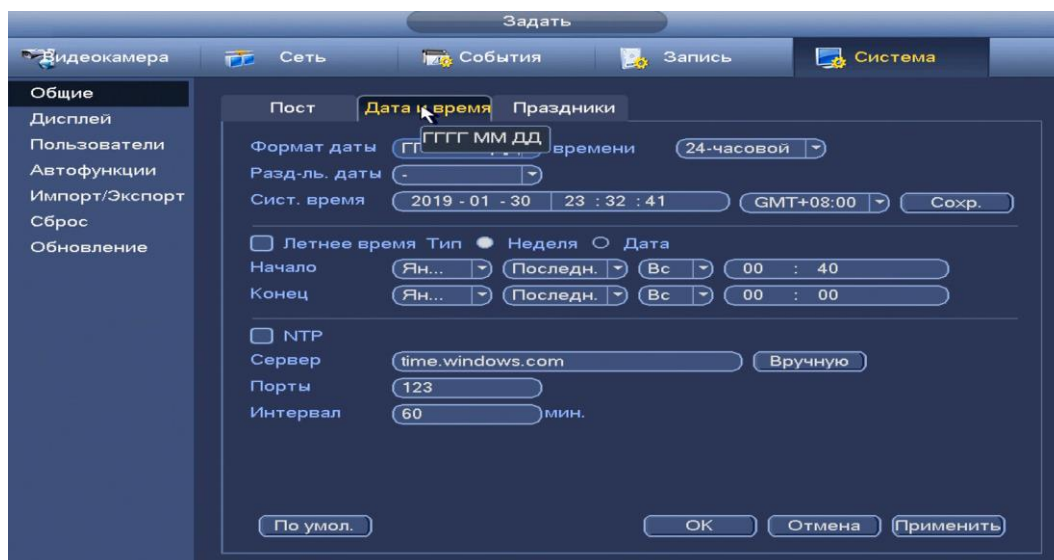 Задать
Видеокамера Сеть События Запись Система
Общие
Дисплей
Пользователи
Автофункции
Импорт/Экспорт
Сброс
Обновление
Пост Дата и время Праздники
ГГГГ ММ ДД
Формат даты времени 24-часовой
Разд-ль. даты -
Сист. время 2019 - 01 - 30 23 : 32 : 41 GMT+08:00 Сохр.
Летнее время Тип Неделя Дата
Начало Ян... Последн. Вс 00 : 40
Конец Ян... Последн. Вс 00 : 00
NTP
Сервер time.windows.com Вручную
Порты 123
Интервал 60 мин.
По умол. OK Отмена Применить